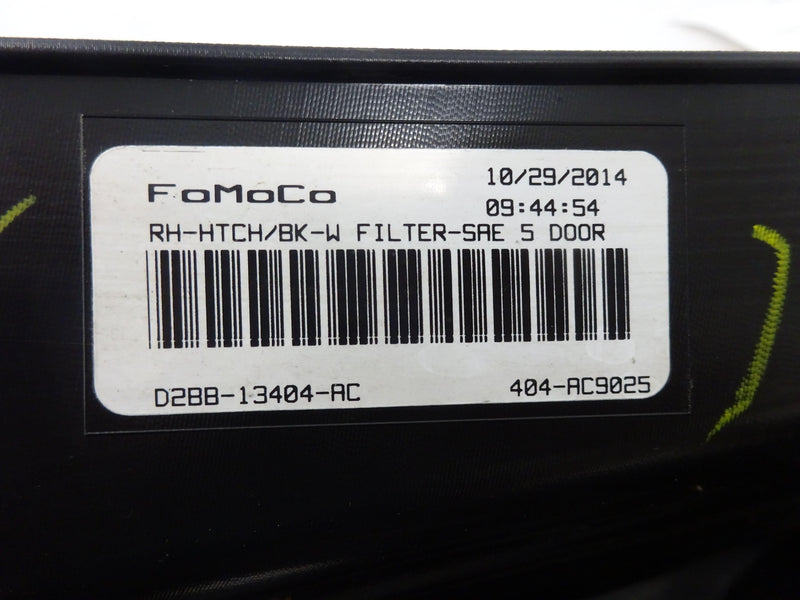 FoMoCo
10/29/2014
09:44:54
RH-HTCH/BK-W FILTER-SAE 5 DOOR
D2BB-13404-AC
404-AC9025